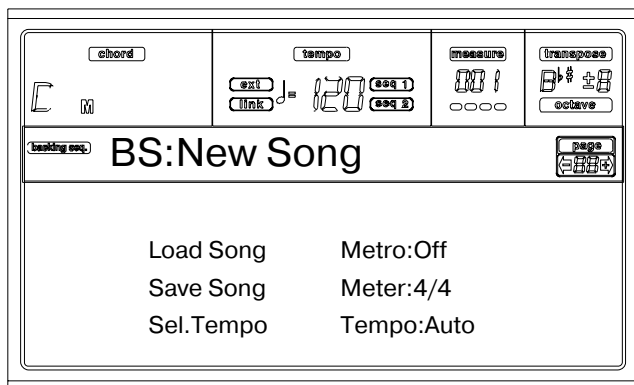 chord tempo measure transpose
C M ext link ♩= 120 seq 1 seq 2 001 B♭♯ ±8 octave
backing seq. BS:New Song page 88
Load Song Metro:Off
Save Song Meter:4/4
Sel.Tempo Tempo:Auto